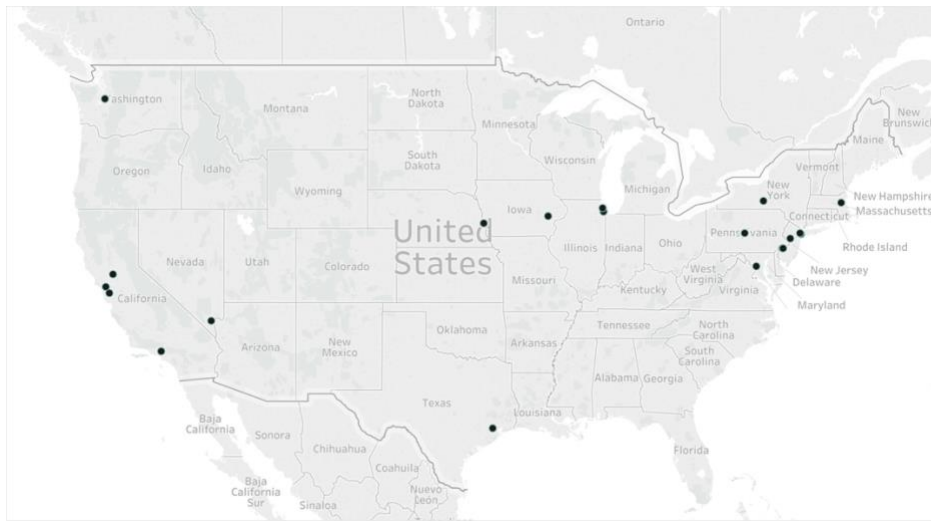 Ontario
ashington
Montana
North
Dakota
Minnesota
New
Brunswick
Maine
Oregon
Idaho
South
Dakota
Wisconsin
Michigan
Vermont
Wyoming
New
York
New Hampshire
Massachusetts
Iowa
Connecticut
United
States
Nevada
Utah
Colorado
Illinois
Indiana
Ohio
Pennsylvania
Rhode Island
New Jersey
Delaware
Maryland
California
Missouri
West
Virginia
Virginia
Kentucky
Arizona
New
Mexico
Oklahoma
Arkansas
Tennessee
North
Carolina
South
Carolina
Alabama
Georgia
Texas
Louisiana
Florida
Baja
California
Sonora
Chihuahua
Coahuila
Baja
California
Sur
Sinaloa
Nuevo
León